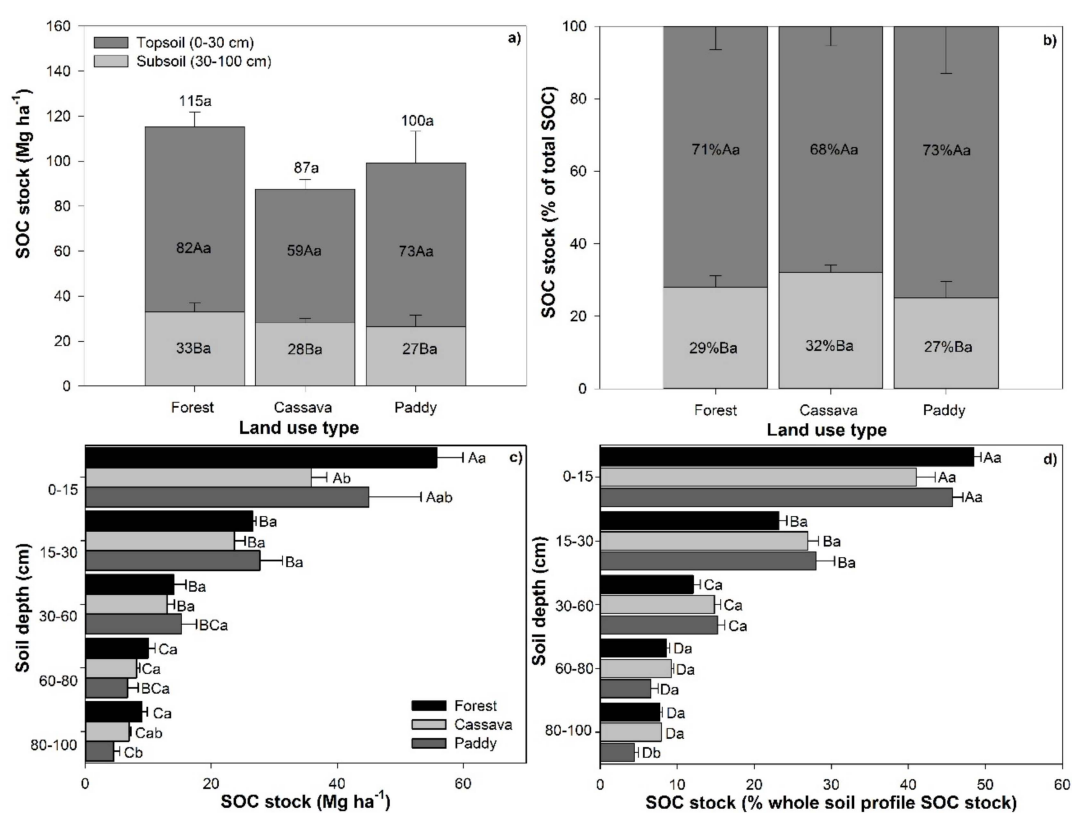 a)
Topsoil (0-30 cm)
Subsoil (30-100 cm)
SOC stock (Mg ha-1)
160
140
120
100
80
60
40
20
0
115a
87a
100a
82Aa
59Aa
73Aa
33Ba
28Ba
27Ba
Forest
Cassava
Paddy
Land use type
b)
SOC stock (% of total SOC)
100
80
60
40
20
0
71%Aa
68%Aa
73%Aa
29%Ba
32%Ba
27%Ba
Forest
Cassava
Paddy
Land use type
c)
Soil depth (cm)
0-15
15-30
30-60
60-80
80-100
Aa
Ab
Aab
Ba
Ba
Ba
Ba
Ba
BCa
Ca
Ca
BCa
Ca
Cab
Cb
Forest
Cassava
Paddy
0
20
40
60
SOC stock (Mg ha-1)
d)
Soil depth (cm)
0-15
15-30
30-60
60-80
80-100
Aa
Aa
Aa
Ba
Ba
Ba
Ca
Ca
Ca
Da
Da
Da
Da
Da
Db
0
10
20
30
40
50
60
SOC stock (% whole soil profile SOC stock)